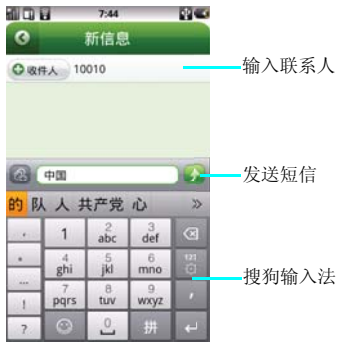 7:44
新信息
收件人 10010
输入联系人
中国
发送短信
的 队 人 共产党 心 »
, 1 2 abc 3 def
。 4 ghi 5 jkl 6 mno 123
... 7 pqrs 8 tuv 9 wxyz ,
搜狗输入法
!
? 0 拼